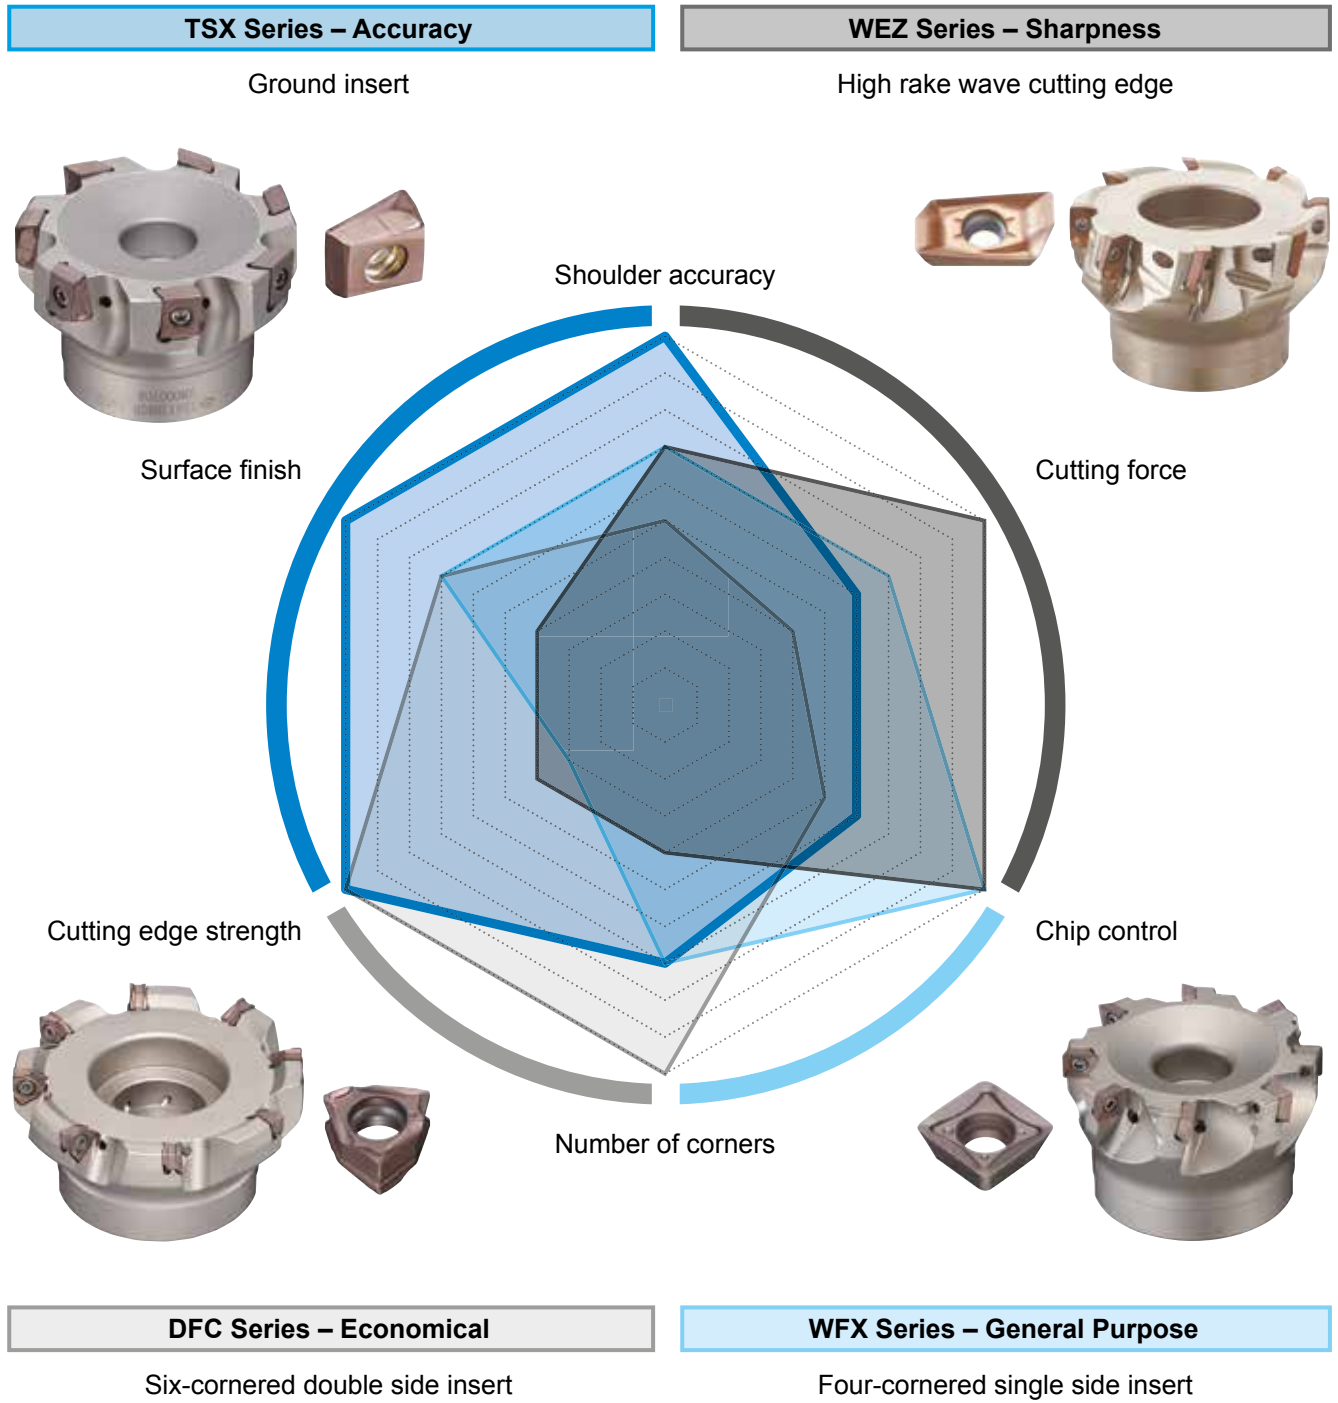 TSX Series – Accuracy
WEZ Series – Sharpness
Ground insert
High rake wave cutting edge
Shoulder accuracy
Surface finish
Cutting force
Cutting edge strength
Chip control
Number of corners
DFC Series – Economical
WFX Series – General Purpose
Six-cornered double side insert
Four-cornered single side insert